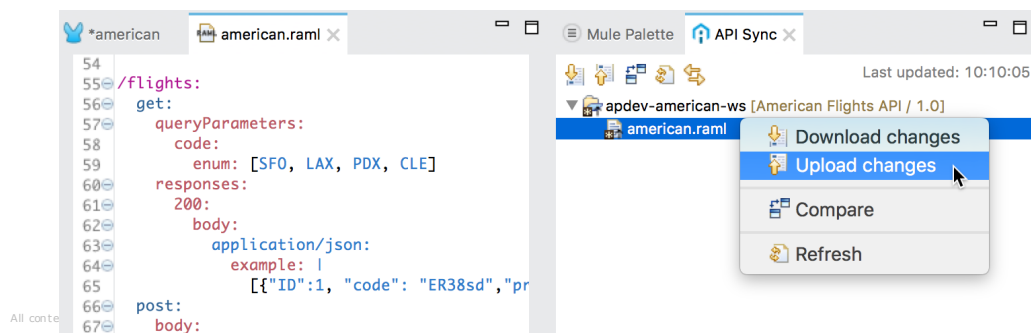 *american
american.raml
Mule Palette
API Sync
54
55 /flights:
56 get:
57 queryParameters:
58 code:
59 enum: [SFO, LAX, PDX, CLE]
60 responses:
61 200:
62 body:
63 application/json:
64 example: |
65 [{"ID":1, "code": "ER38sd","pr
66 post:
67 body:
Last updated: 10:10:05
apdev-american-ws [American Flights API / 1.0]
american.raml
Download changes
Upload changes
Compare
Refresh
All conte